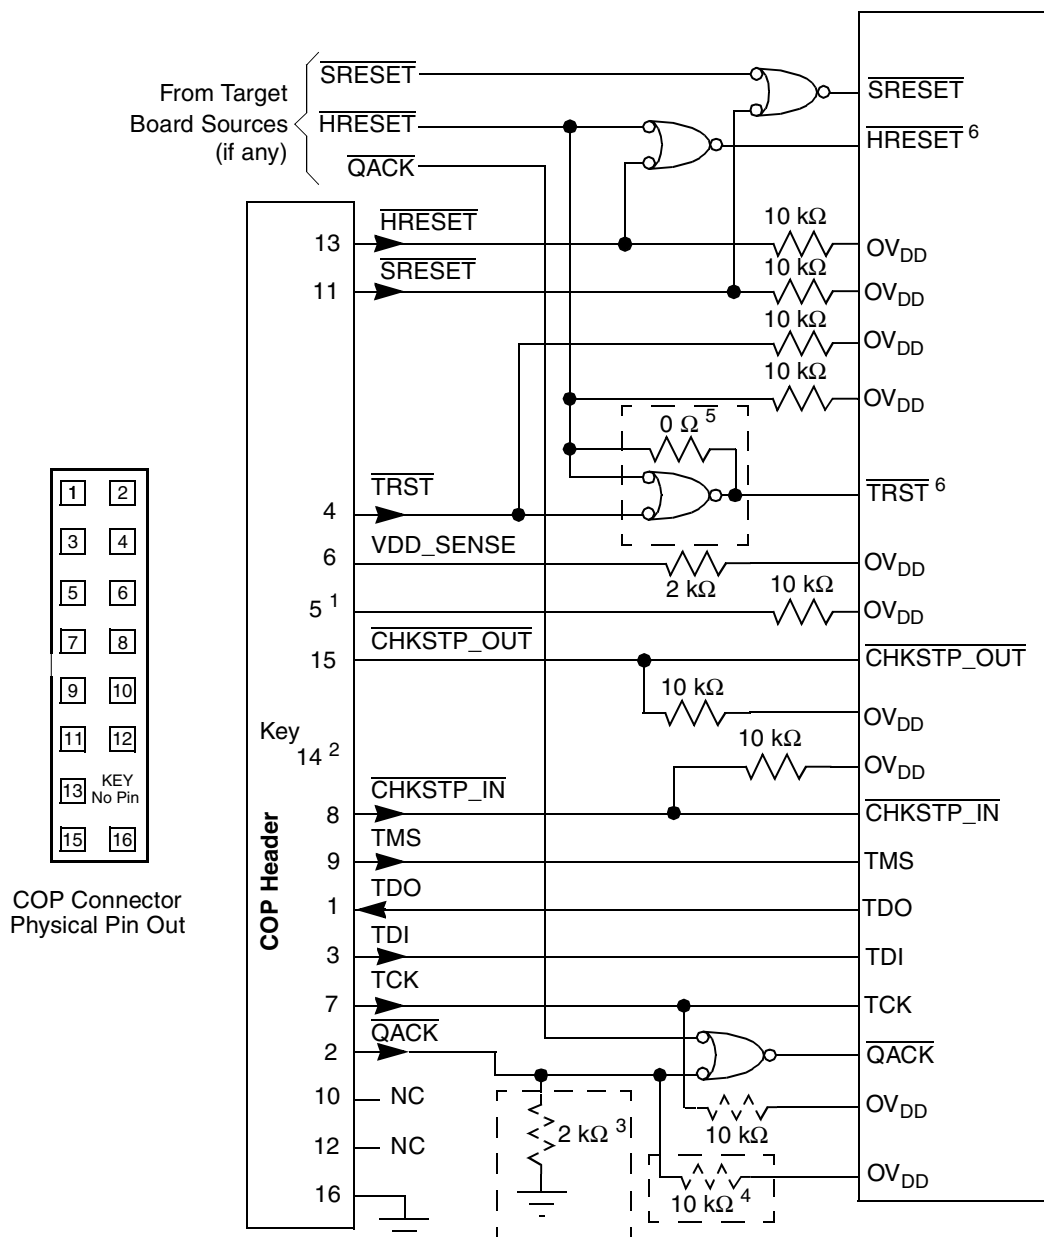 From Target
Board Sources
(if any)
SRESET
HRESET
QACK
SRESET
HRESET 6
13
HRESET
10 kΩ
OVDD
11
SRESET
10 kΩ
OVDD
10 kΩ
OVDD
10 kΩ
OVDD
0 Ω 5
4
TRST
TRST 6
6
VDD_SENSE
2 kΩ
OVDD
5 1
10 kΩ
OVDD
15
CHKSTP_OUT
CHKSTP_OUT
10 kΩ
OVDD
Key
14 2
10 kΩ
OVDD
8
CHKSTP_IN
CHKSTP_IN
9
TMS
TMS
1
TDO
TDO
3
TDI
TDI
7
TCK
TCK
2
QACK
QACK
10
NC
10 kΩ
OVDD
12
NC
2 kΩ 3
10 kΩ 4
OVDD
16
COP Header
1 2
3 4
5 6
7 8
9 10
11 12
13 KEY
No Pin
15 16
COP Connector
Physical Pin Out